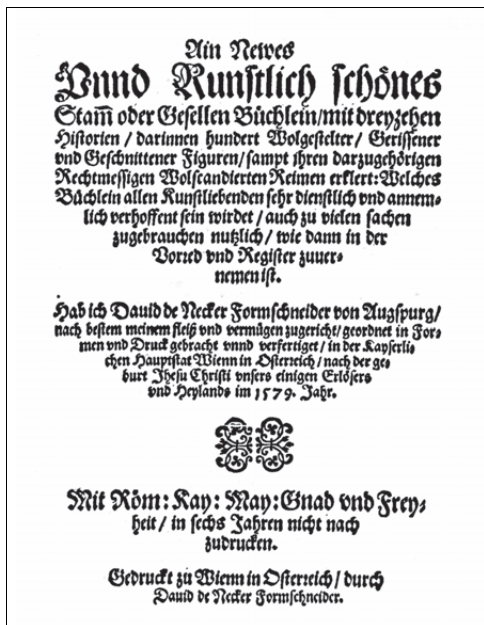 Ain Newes
Vnnd Kunstlich schönes
Stam̄ oder Gesellen Büchlein/mit dreyzehen
Historien / darinnen hundert Wolgestelter / Gerissener
vnd Geschnittener Figuren/sampt ihren darzugehörigen
Rechtmessigen Wolscandierten Reimen erklert: Welches
Büchlein allen Kunstliebenden sehr dienstlich vnd annem⸗
lich verhoffent sein wirdet / auch zu vielen sachen
zugebrauchen nutzlich / wie dann in der
Vorred vnd Register zuuer⸗
nemen ist.
Hab ich Dauid de Necker Formschneider von Augspurg/
nach bestem meinem fleiß vnd vermügen zugericht/geordnet in For⸗
men vnd Druck gebracht vnnd verfertiget / in der Kayserli⸗
chen Hauptstat Wienn in Osterreich / nach der ge⸗
burt Jhesu Christi vnsers einigen Erlösers
vnd Heylands im 1579. Jahr.
Mit Röm: Kay: May: Gnad vnd Frey⸗
heit / in sechs Jahren nicht nach
zudrucken.
Gedruckt zů Wienn in Osterreich / durch
Dauid de Necker Formschneider.